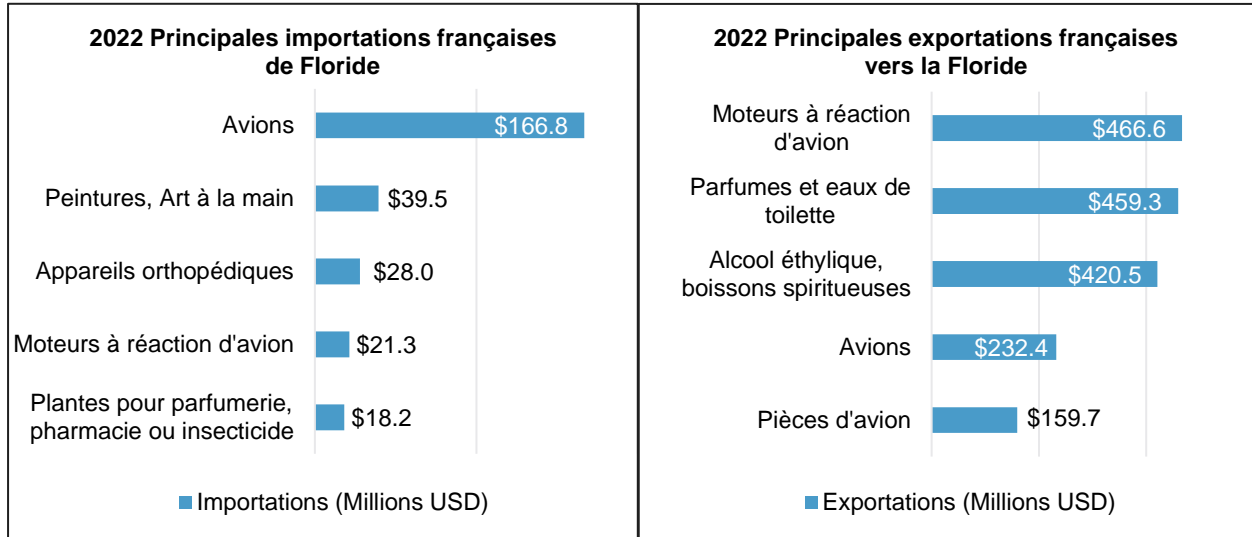 2022 Principales importations françaises
de Floride
Avions
$166.8
Peintures, Art à la main
$39.5
Appareils orthopédiques
$28.0
Moteurs à réaction d'avion
$21.3
Plantes pour parfumerie,
pharmacie ou insecticide
$18.2
Importations (Millions USD)
2022 Principales exportations françaises
vers la Floride
Moteurs à réaction
d'avion
$466.6
Parfumes et eaux de
toilette
$459.3
Alcool éthylique,
boissons spiritueuses
$420.5
Avions
$232.4
Pièces d'avion
$159.7
Exportations (Millions USD)